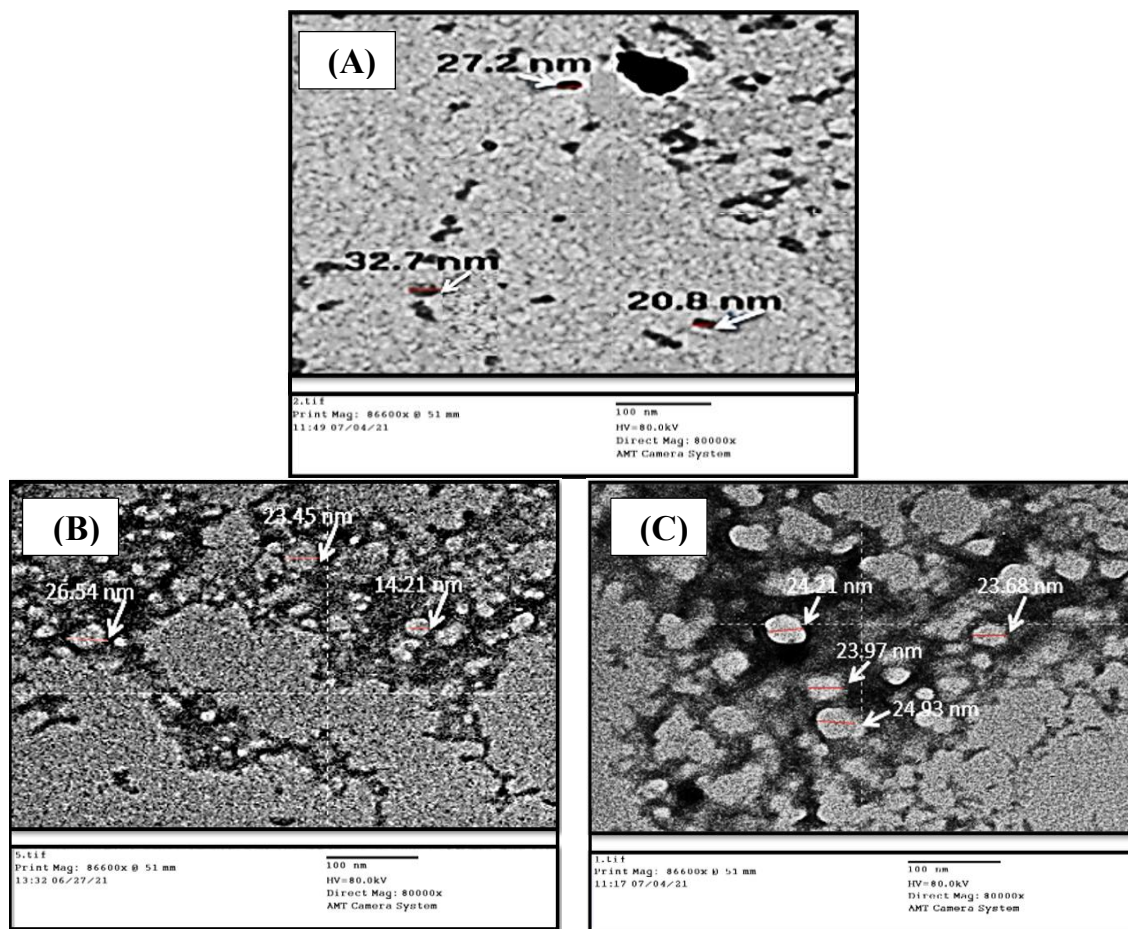 (A)
27.2 nm
32.7 nm
20.8 nm
2.tif
Print Mag: 86600x @ 51 mm
11:49 07/04/21
100 nm
HV=80.0kV
Direct Mag: 80000x
AMT Camera System
(B)
23.45 nm
26.54 nm
14.21 nm
5.tif
Print Mag: 86600x @ 51 mm
13:32 06/27/21
100 nm
HV=80.0kV
Direct Mag: 80000x
AMT Camera System
(C)
24.21 nm
23.68 nm
23.97 nm
24.93 nm
1.tif
Print Mag: 86600x @ 51 mm
11:17 07/04/21
100 nm
HV=80.0kV
Direct Mag: 80000x
AMT Camera System